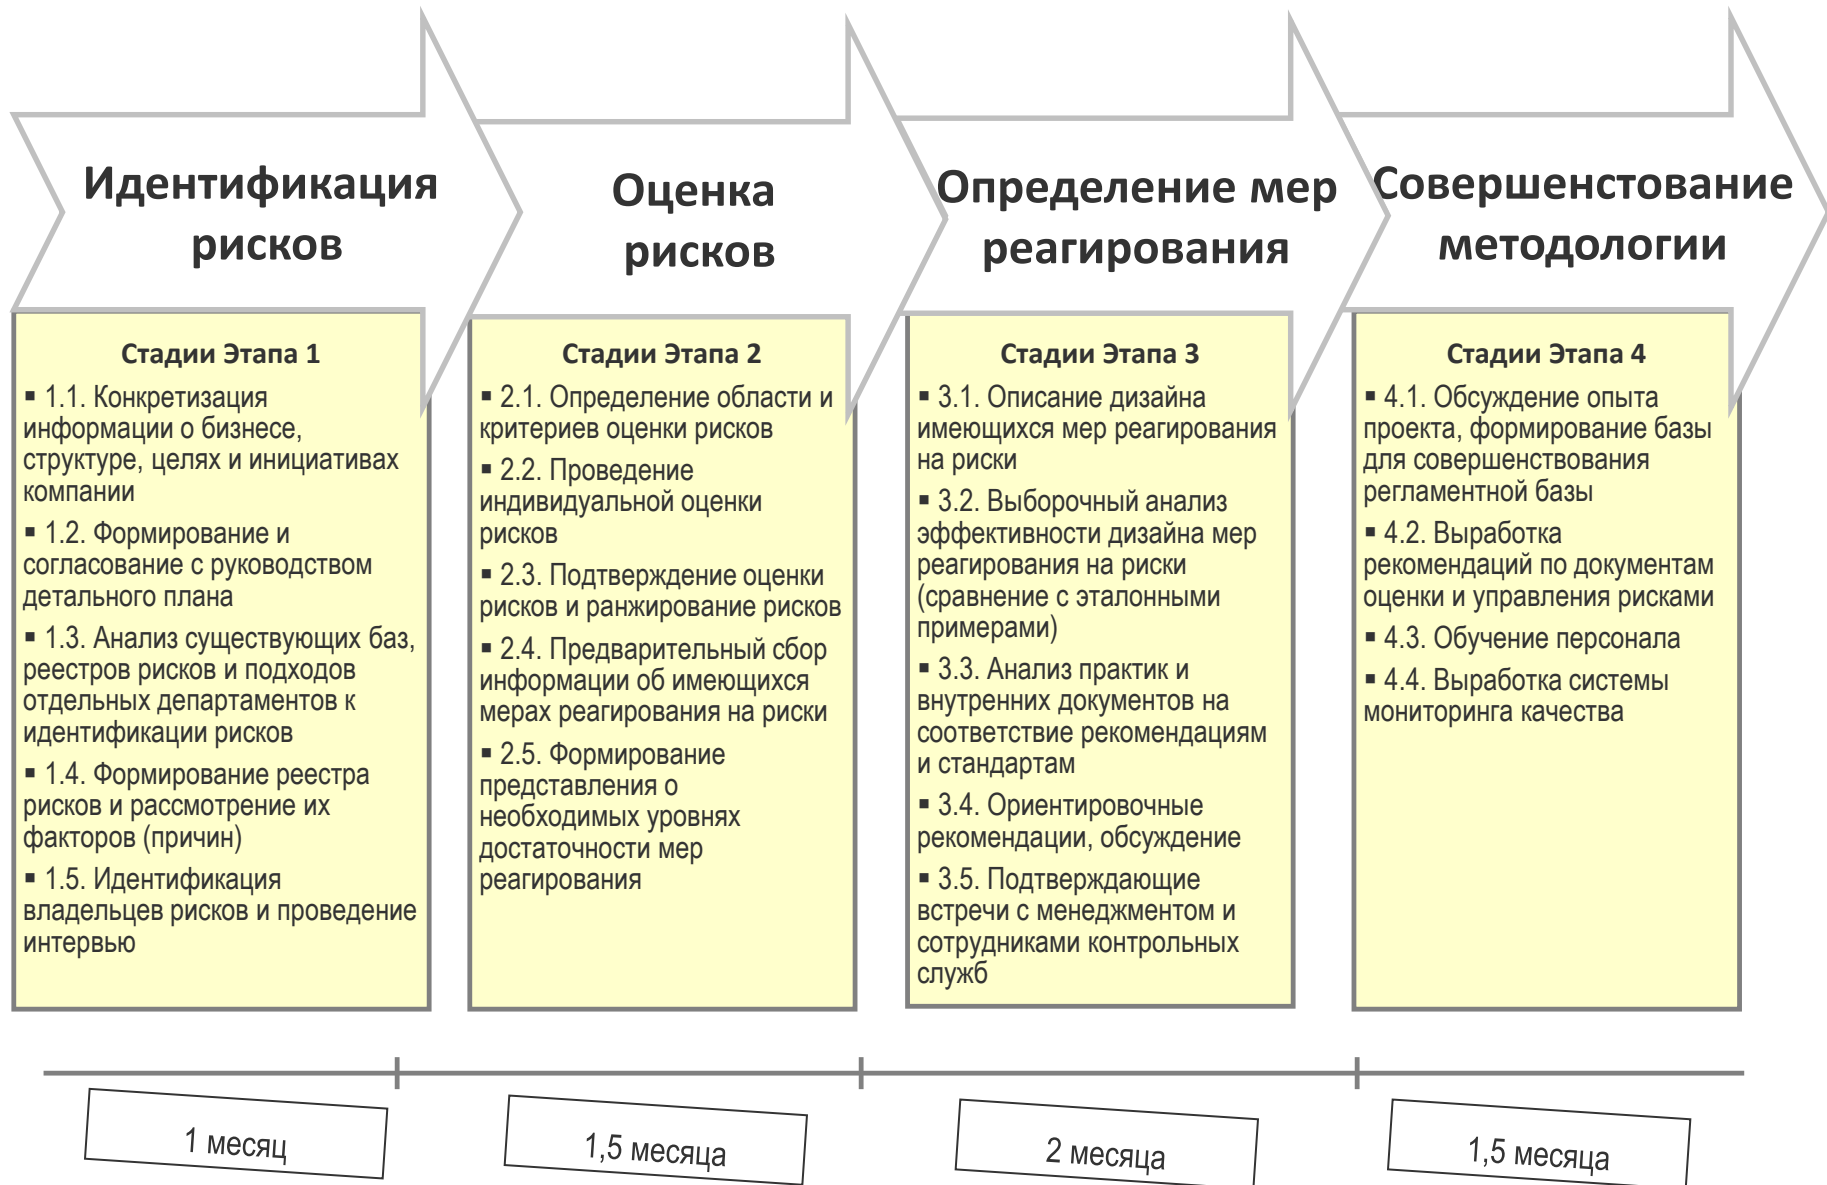 Идентификация
рисков
Оценка
рисков
Определение мер
реагирования
Совершенстование
методологии
Стадии Этапа 1
▪ 1.1. Конкретизация
информации о бизнесе,
структуре, целях и инициативах
компании
▪ 1.2. Формирование и
согласование с руководством
детального плана
▪ 1.3. Анализ существующих баз,
реестров рисков и подходов
отдельных департаментов к
идентификации рисков
▪ 1.4. Формирование реестра
рисков и рассмотрение их
факторов (причин)
▪ 1.5. Идентификация
владельцев рисков и проведение
интервью
Стадии Этапа 2
▪ 2.1. Определение области и
критериев оценки рисков
▪ 2.2. Проведение
индивидуальной оценки
рисков
▪ 2.3. Подтверждение оценки
рисков и ранжирование рисков
▪ 2.4. Предварительный сбор
информации об имеющихся
мерах реагирования на риски
▪ 2.5. Формирование
представления о
необходимых уровнях
достаточности мер
реагирования
Стадии Этапа 3
▪ 3.1. Описание дизайна
имеющихся мер реагирования
на риски
▪ 3.2. Выборочный анализ
эффективности дизайна мер
реагирования на риски
(сравнение с эталонными
примерами)
▪ 3.3. Анализ практик и
внутренних документов на
соответствие рекомендациям
и стандартам
▪ 3.4. Ориентировочные
рекомендации, обсуждение
▪ 3.5. Подтверждающие
встречи с менеджментом и
сотрудниками контрольных
служб
Стадии Этапа 4
▪ 4.1. Обсуждение опыта
проекта, формирование базы
для совершенствования
регламентной базы
▪ 4.2. Выработка
рекомендаций по документам
оценки и управления рисками
▪ 4.3. Обучение персонала
▪ 4.4. Выработка системы
мониторинга качества
1 месяц
1,5 месяца
2 месяца
1,5 месяца